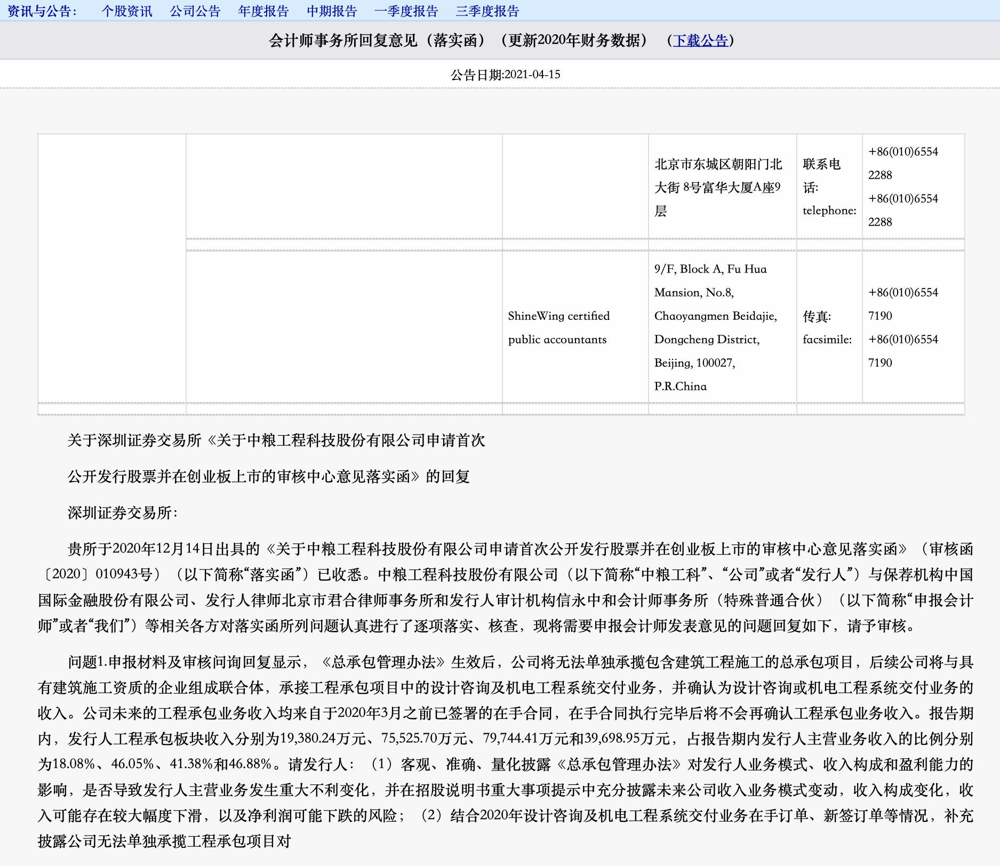 资讯与公告： 个股资讯 公司公告 年度报告 中期报告 一季度报告 三季度报告
会计师事务所回复意见（落实函）（更新2020年财务数据） （下载公告）
公告日期:2021-04-15
北京市东城区朝阳门北
大街 8号富华大厦A座9
层
联系电
话:
telephone:
+86(010)6554
2288
+86(010)6554
2288
ShineWing certified
public accountants
9/F, Block A, Fu Hua
Mansion, No.8,
Chaoyangmen Beidajie,
Dongcheng District,
Beijing, 100027,
P.R.China
传真:
facsimile:
+86(010)6554
7190
+86(010)6554
7190
关于深圳证券交易所《关于中粮工程科技股份有限公司申请首次
公开发行股票并在创业板上市的审核中心意见落实函》的回复
深圳证券交易所：
贵所于2020年12月14日出具的《关于中粮工程科技股份有限公司申请首次公开发行股票并在创业板上市的审核中心意见落实函》（审核函
〔2020〕010943号）（以下简称“落实函”）已收悉。中粮工程科技股份有限公司（以下简称“中粮工科”、“公司”或者“发行人”）与保荐机构中国
国际金融股份有限公司、发行人律师北京市君合律师事务所和发行人审计机构信永中和会计师事务所（特殊普通合伙）（以下简称“申报会计
师”或者“我们”）等相关各方对落实函所列问题认真进行了逐项落实、核查，现将需要申报会计师发表意见的问题回复如下，请予审核。
问题1.申报材料及审核问询回复显示，《总承包管理办法》生效后，公司将无法单独承揽包含建筑工程施工的总承包项目，后续公司将与具
有建筑施工资质的企业组成联合体，承接工程承包项目中的设计咨询及机电工程系统交付业务，并确认为设计咨询或机电工程系统交付业务的
收入。公司未来的工程承包业务收入均来自于2020年3月之前已签署的在手合同，在手合同执行完毕后将不会再确认工程承包业务收入。报告期
内，发行人工程承包板块收入分别为19,380.24万元、75,525.70万元、79,744.41万元和39,698.95万元，占报告期内发行人主营业务收入的比例分别
为18.08%、46.05%、41.38%和46.88%。请发行人：（1）客观、准确、量化披露《总承包管理办法》对发行人业务模式、收入构成和盈利能力的
影响，是否导致发行人主营业务发生重大不利变化，并在招股说明书重大事项提示中充分披露未来公司收入业务模式变动，收入构成变化，收
入可能存在较大幅度下滑，以及净利润可能下跌的风险；（2）结合2020年设计咨询及机电工程系统交付业务在手订单、新签订单等情况，补充
披露公司无法单独承揽工程承包项目对